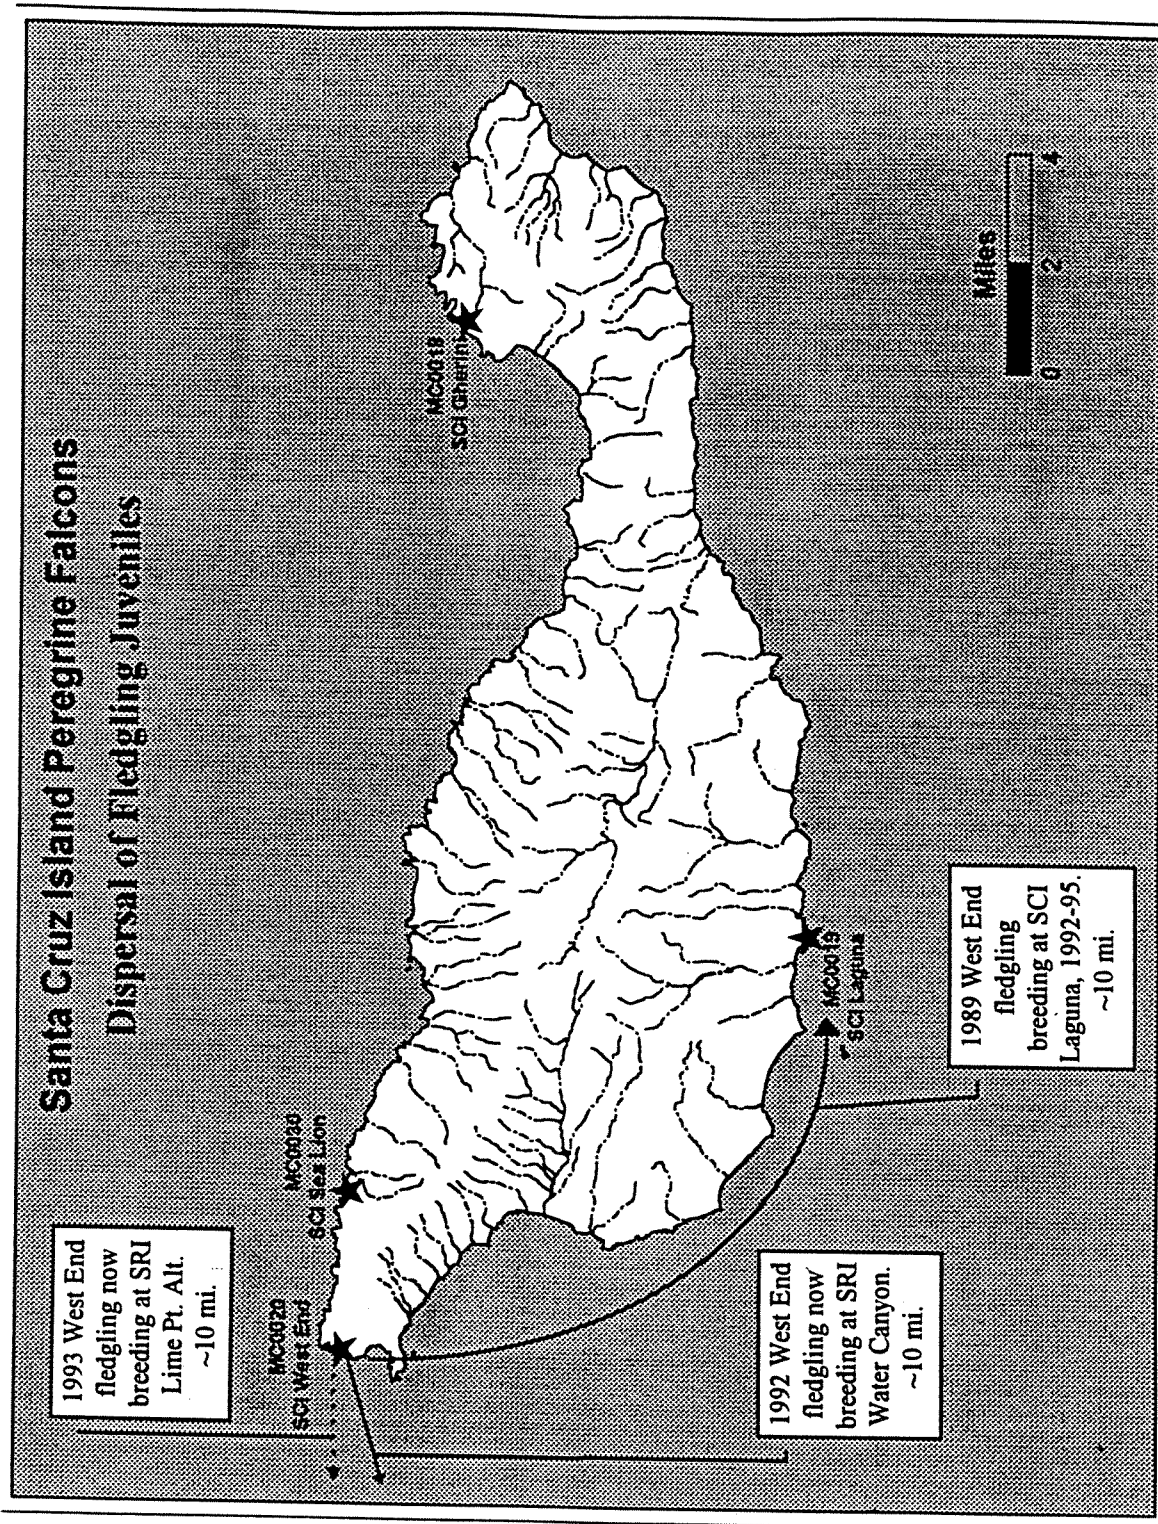 Santa Cruz Island Peregrine Falcons
Dispersal of Fledgling Juveniles
1993 West End
fledgling now
breeding at SRI
Lime Pt. Alt.
~10 mi.
MC0020
SCI West End
MC0030
SCI Sea Lion
MC0018
SCI Gherini
MC0019
SCI Laguna
1992 West End
fledgling now
breeding at SRI
Water Canyon.
~10 mi.
1989 West End
fledgling
breeding at SCI
Laguna, 1992-95.
~10 mi.
Miles
0 2 4